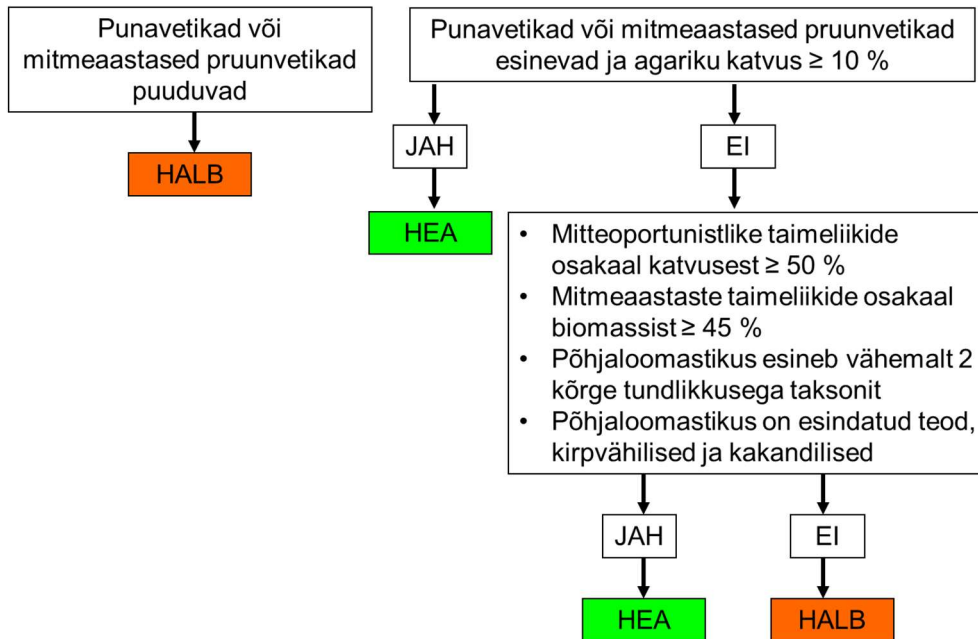 Punavetikad või
mitmeaastased pruunvetikad
puuduvad
HALB
Punavetikad või mitmeaastased pruunvetikad
esinevad ja agariku katvus ≥ 10 %
JAH
EI
HEA
• Mitteoportunistlike taimeliikide
osakaal katvusest ≥ 50 %
• Mitmeaastaste taimeliikide osakaal
biomassist ≥ 45 %
• Põhjaloomastikus esineb vähemalt 2
kõrge tundlikkusega taksonit
• Põhjaloomastikus on esindatud teod,
kirpvähilised ja kakandilised
JAH
EI
HEA
HALB